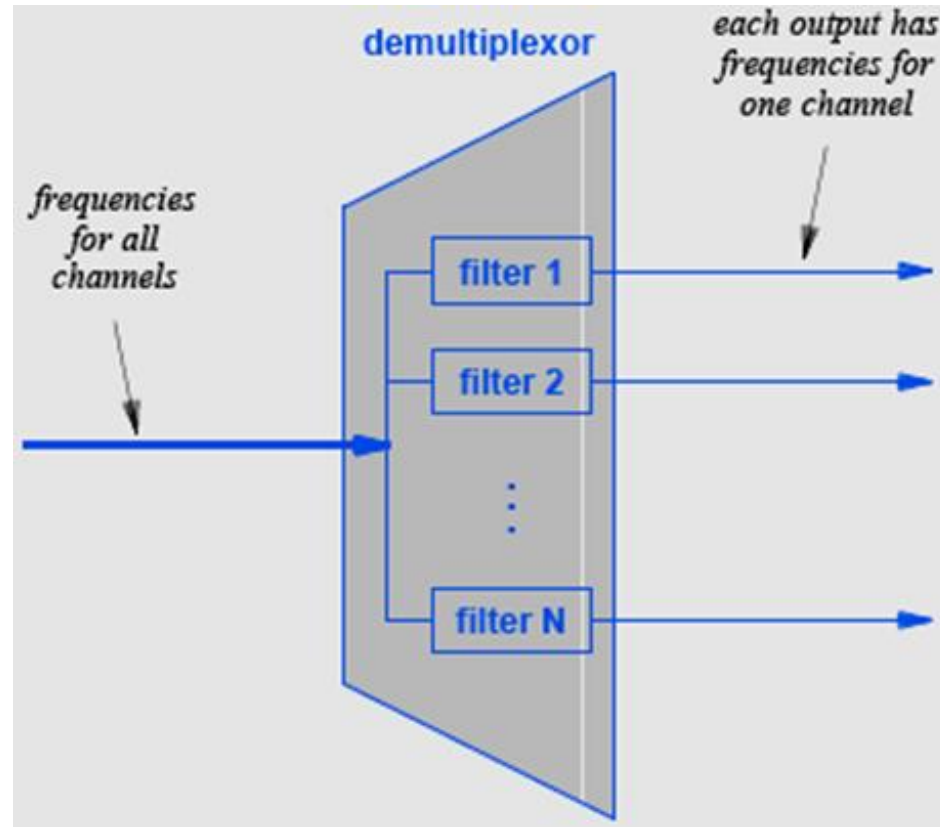 demultiplexor
each output has
frequencies for
one channel
frequencies
for all
channels
filter 1
filter 2
filter N